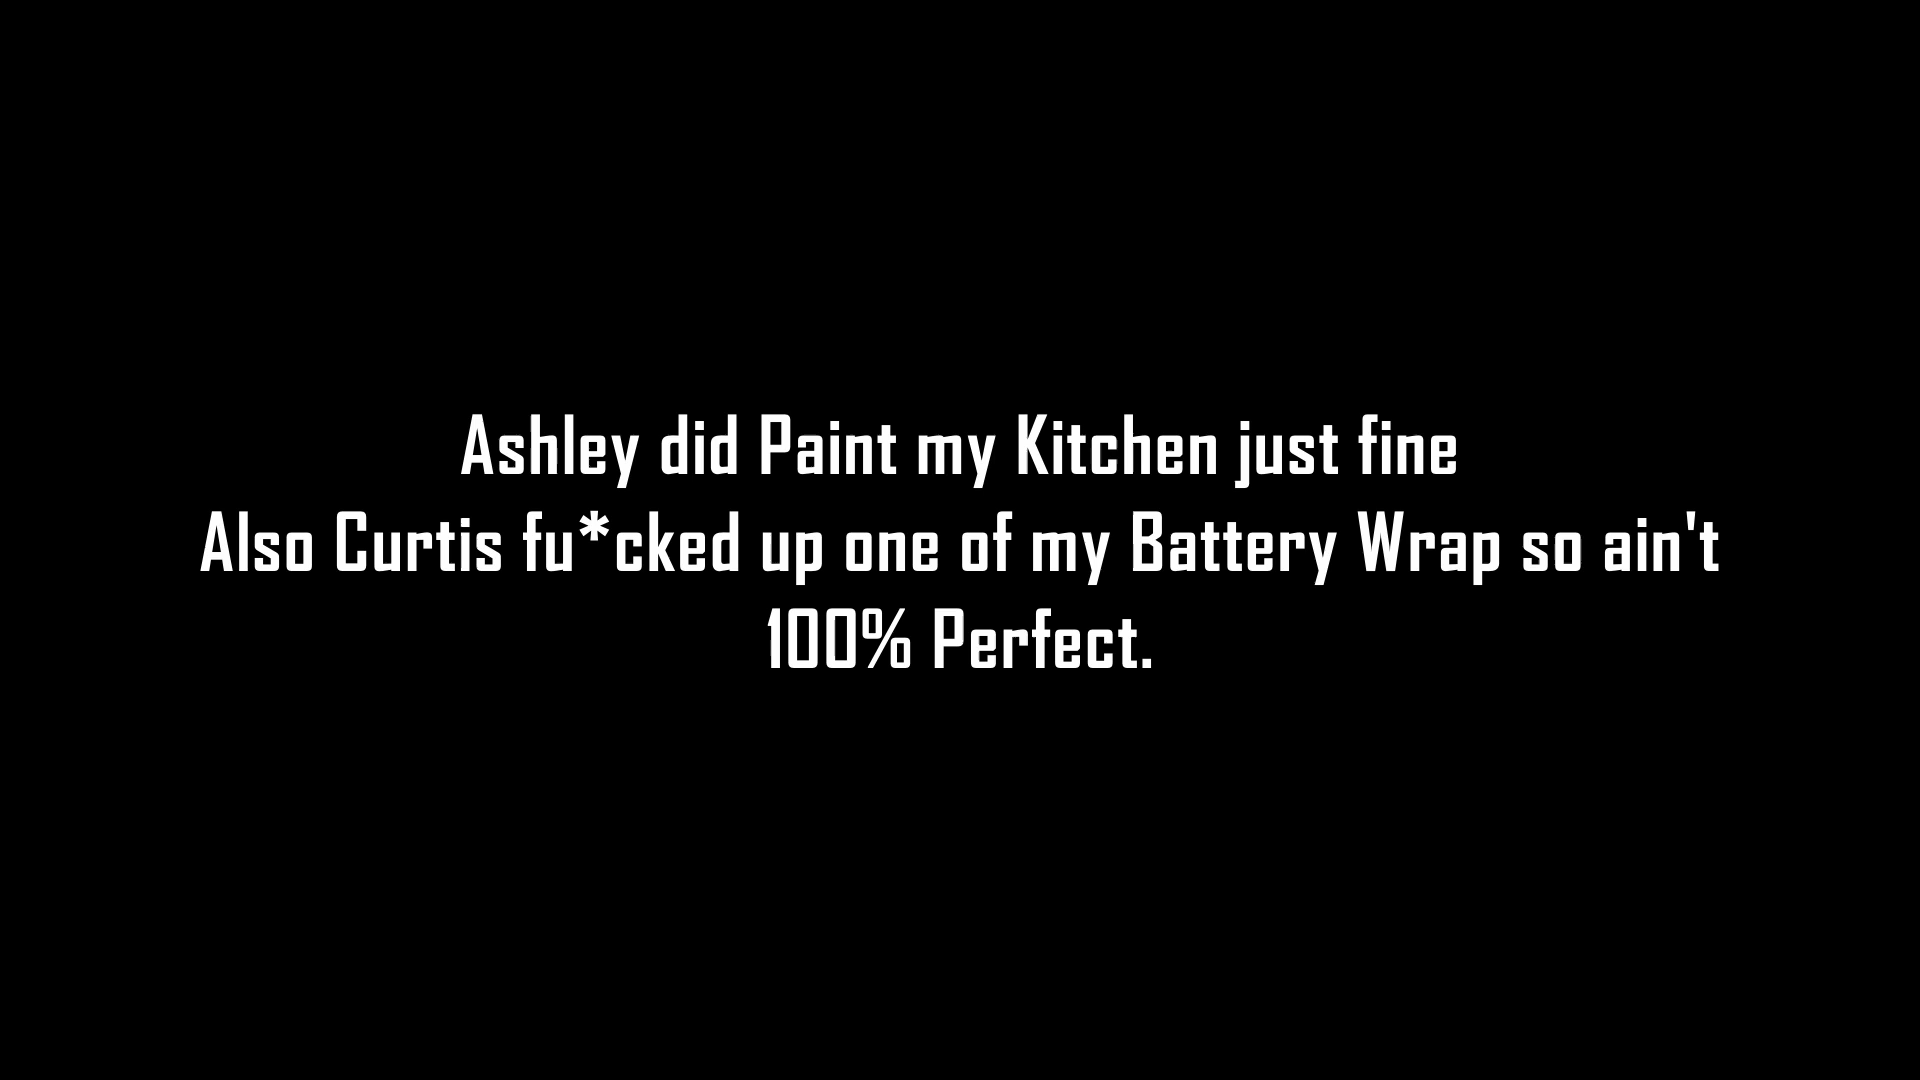 Ashley did Paint my Kitchen just fine
Also Curtis fu*cked up one of my Battery Wrap so ain't
100% Perfect.